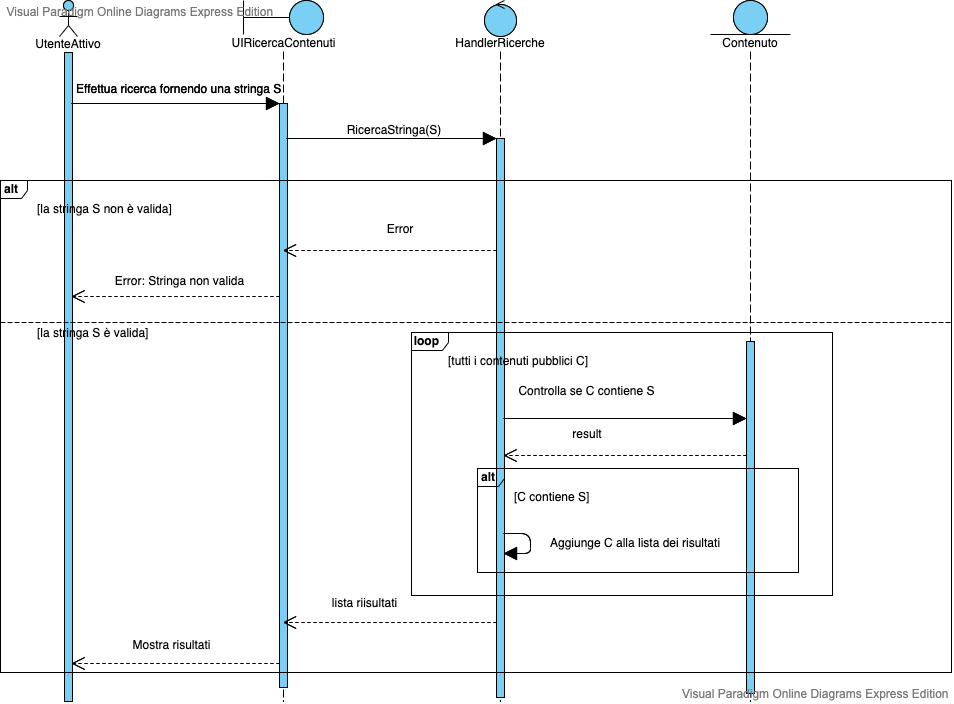 Visual Paradigm Online Diagrams Express Edition
UtenteAttivo
UIRicercaContenuti
HandlerRicerche
Contenuto
Effettua ricerca fornendo una stringa S
RicercaStringa(S)
alt
[la stringa S non è valida]
Error
Error: Stringa non valida
[la stringa S è valida]
loop
[tutti i contenuti pubblici C]
Controlla se C contiene S
result
alt
[C contiene S]
Aggiunge C alla lista dei risultati
lista riisultati
Mostra risultati
Visual Paradigm Online Diagrams Express Edition